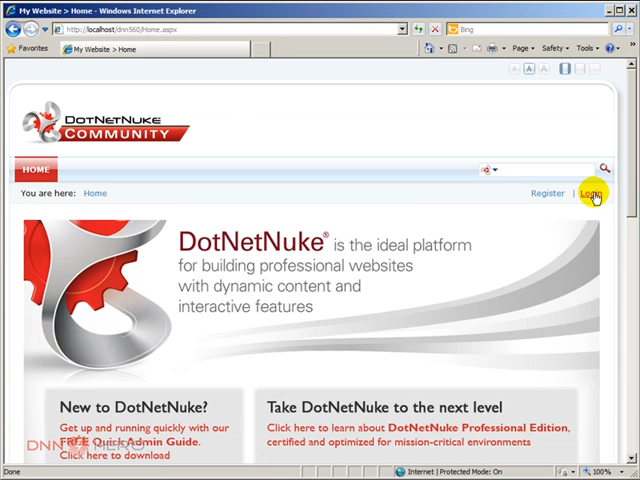 My Website > Home - Windows Internet Explorer
http://localhost/dnn560/Home.aspx
Bing
Favorites
My Website > Home
Page
Safety
Tools
A A A
DOTNETNUKE
COMMUNITY
HOME
You are here: Home
Register | Login
DotNetNuke® is the ideal platform
for building professional websites
with dynamic content and
interactive features
New to DotNetNuke?
Get up and running quickly with our
FREE Quick Admin Guide.
Click here to download
Take DotNetNuke to the next level
Click here to learn about DotNetNuke Professional Edition,
certified and optimized for mission-critical environments
DNN HERO
Done
Internet | Protected Mode: On
100%